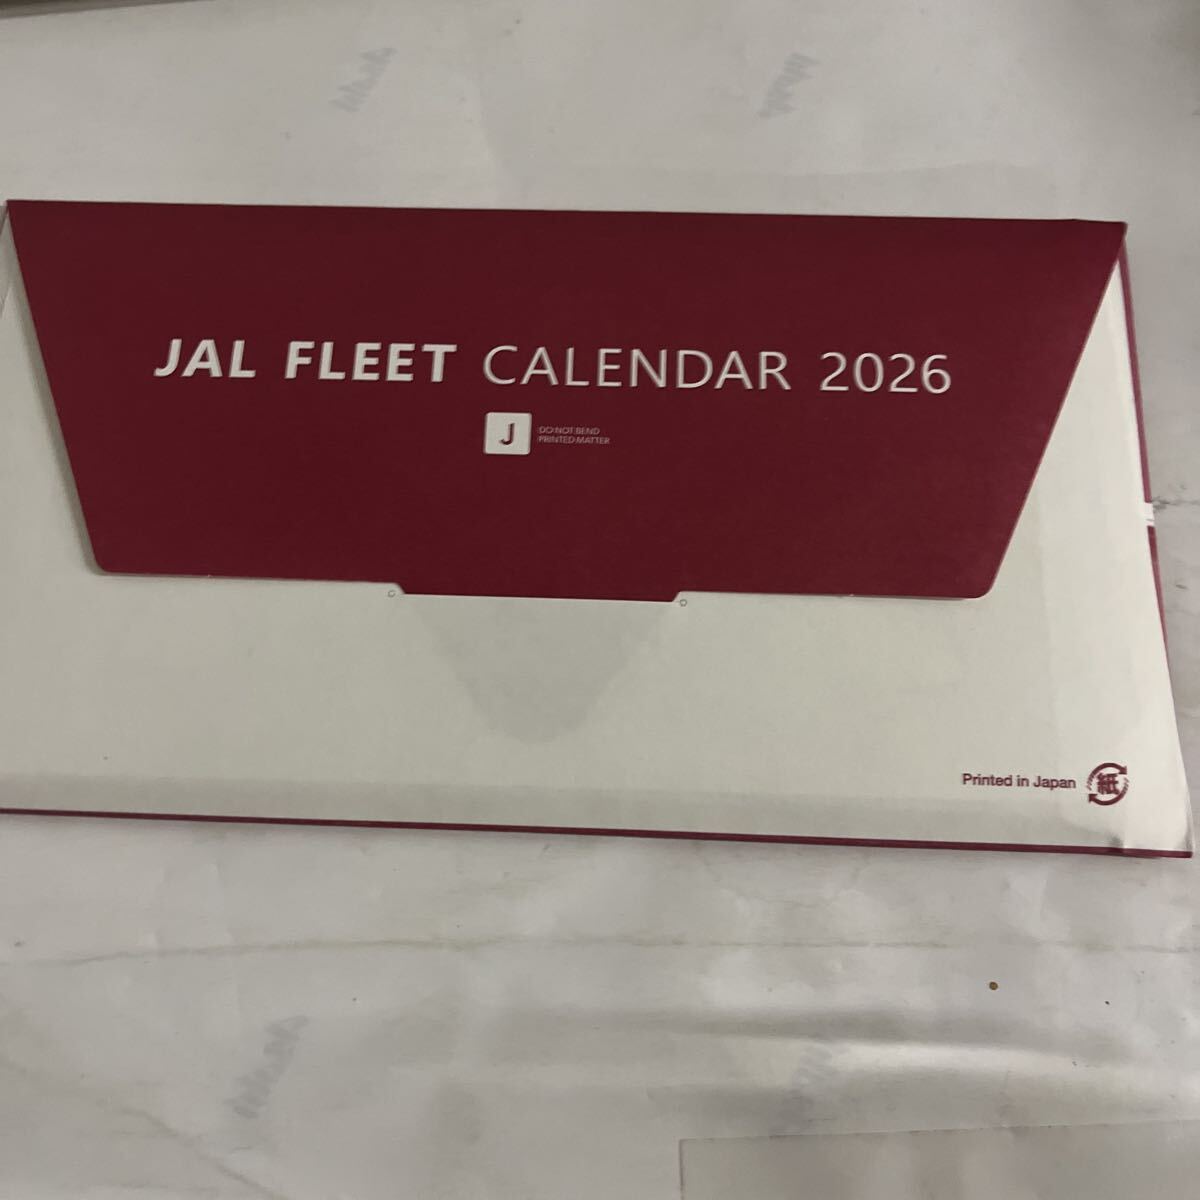 JAL FLEET CALENDAR 2026
J
DO NOT BEND
PRINTED MATTER
Printed in Japan
紙